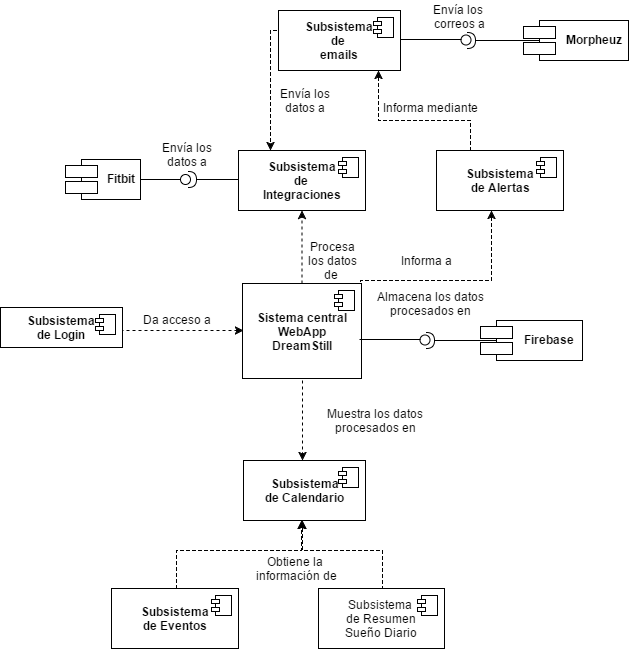 Envía los
correos a
Subsistema
de
emails
Morpheuz
Envía los
datos a
Informa mediante
Envía los
datos a
Fitbit
Subsistema
de
Integraciones
Subsistema
de Alertas
Procesa
los datos
de
Informa a
Almacena los datos
procesados en
Subsistema
de Login
Da acceso a
Sistema central
WebApp
DreamStill
Firebase
Muestra los datos
procesados en
Subsistema
de Calendario
Obtiene la
información de
Subsistema
de Eventos
Subsistema
de Resumen
Sueño Diario